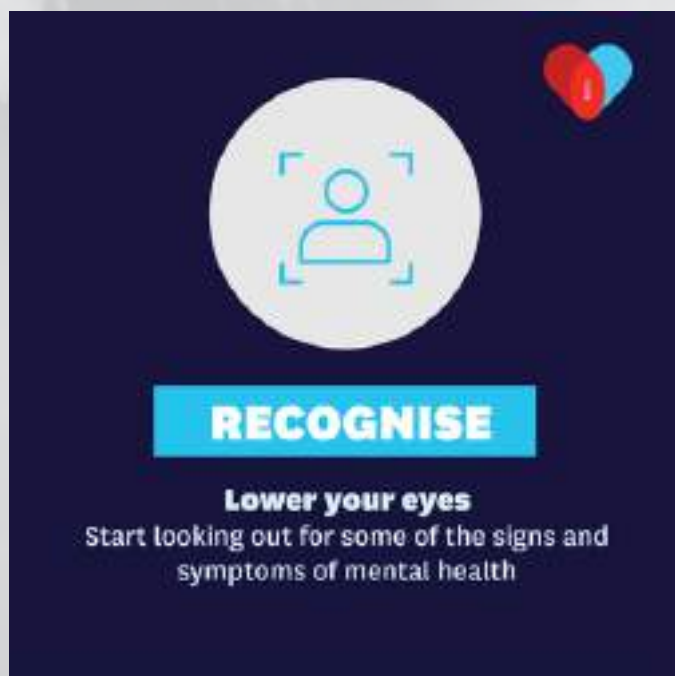 RECOGNISE
Lower your eyes
Start looking out for some of the signs and
symptoms of mental health